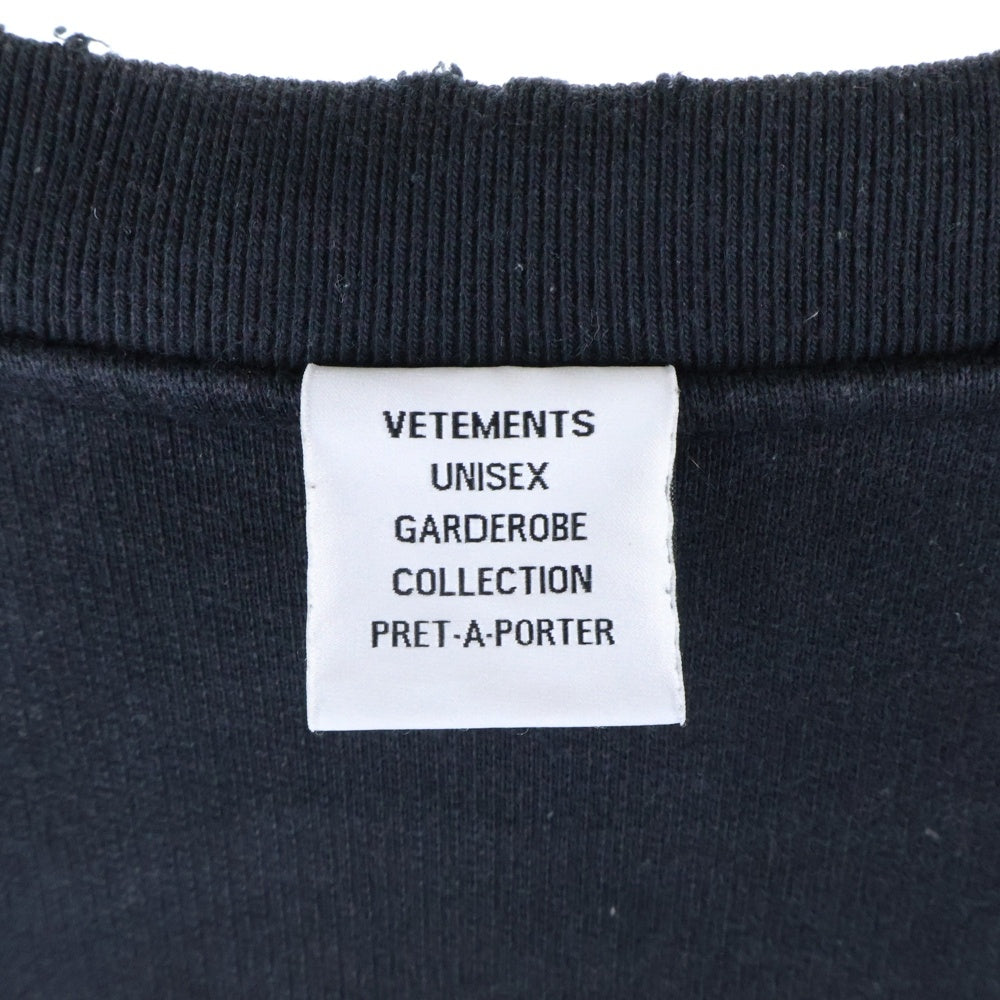 VETEMENTS
UNISEX
GARDEROBE
COLLECTION
PRET-A-PORTER